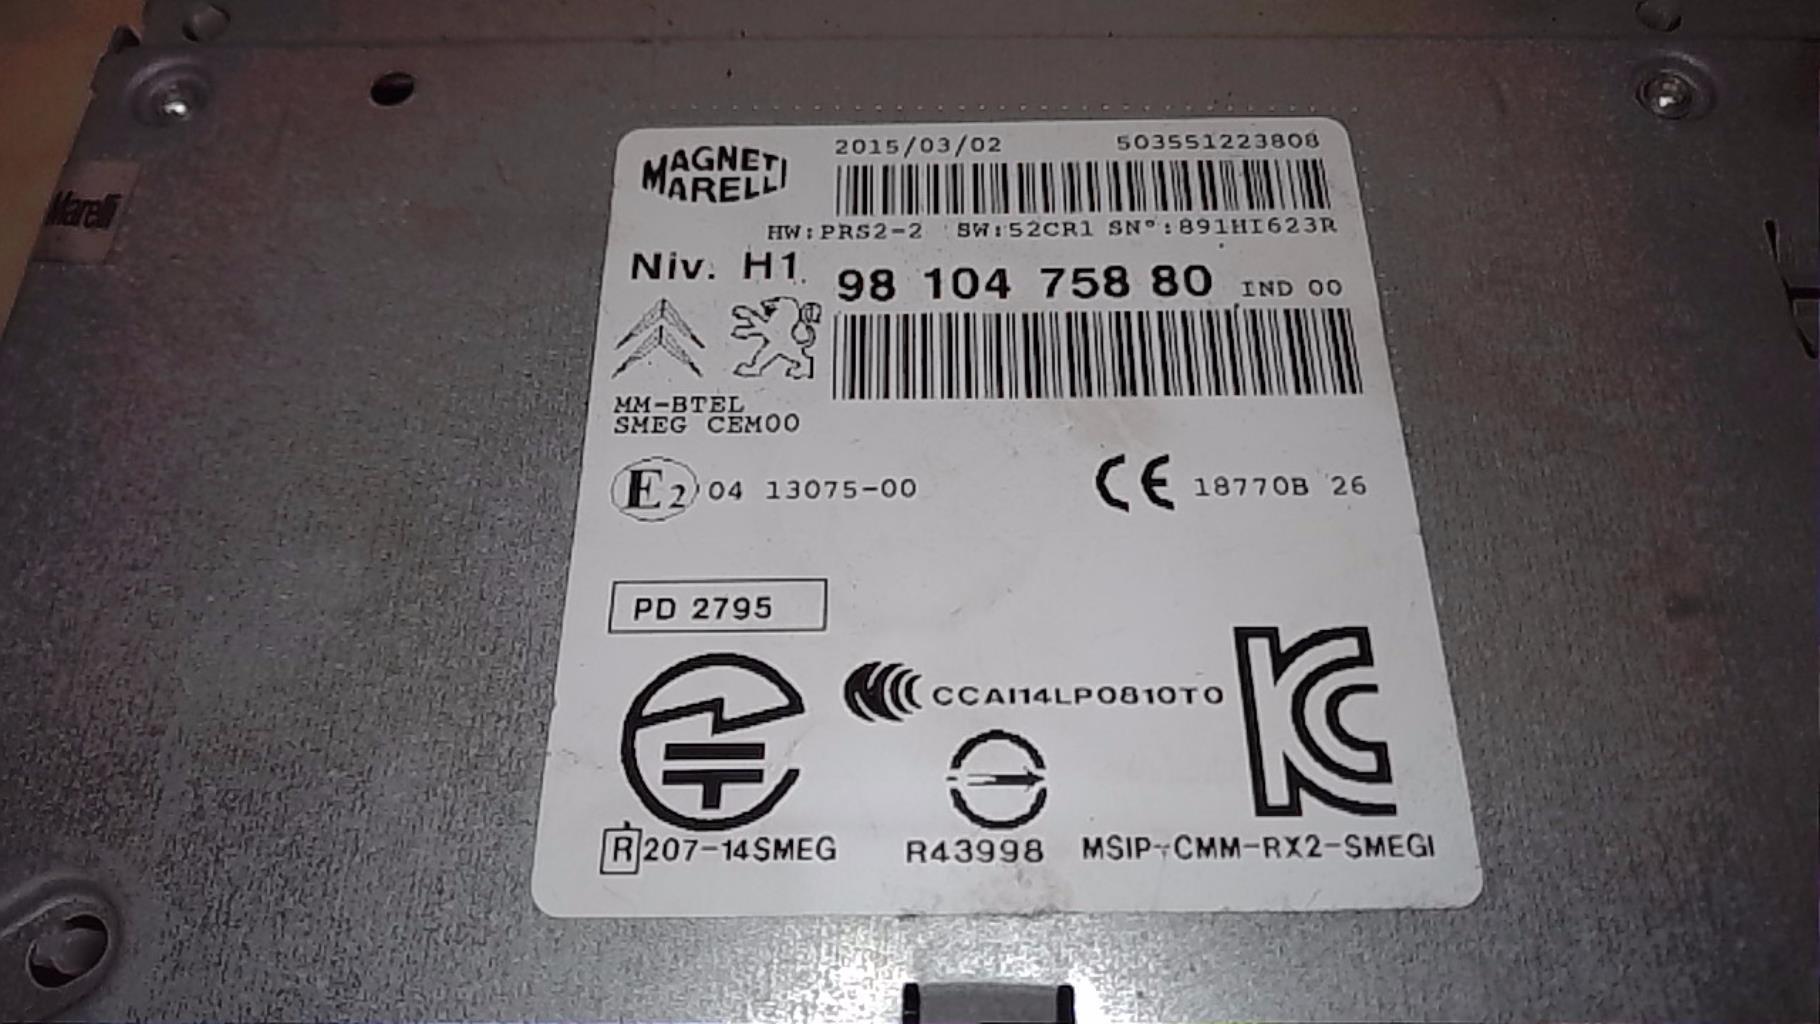 Marelli
MAGNETI
MARELLI
2015/03/02 503551223808
HW:PRS2-2 SW:52CR1 SN°:891HI623R
Niv. H1
98 104 758 80 IND 00
MM-BTEL
SMEG CEM00
E2 04 13075-00
CE 18770B 26
PD 2795
CCAI14LP0810T0
KC
R 207-14SMEG R43998 MSIP-CMM-RX2-SMEGI